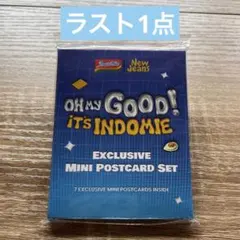 ラスト1点
Indomie
New
Jeans
OH MY GOOD!
IT'S INDOMIE
EXCLUSIVE
MINI POSTCARD SET
7 EXCLUSIVE MINI POSTCARDS INSIDE